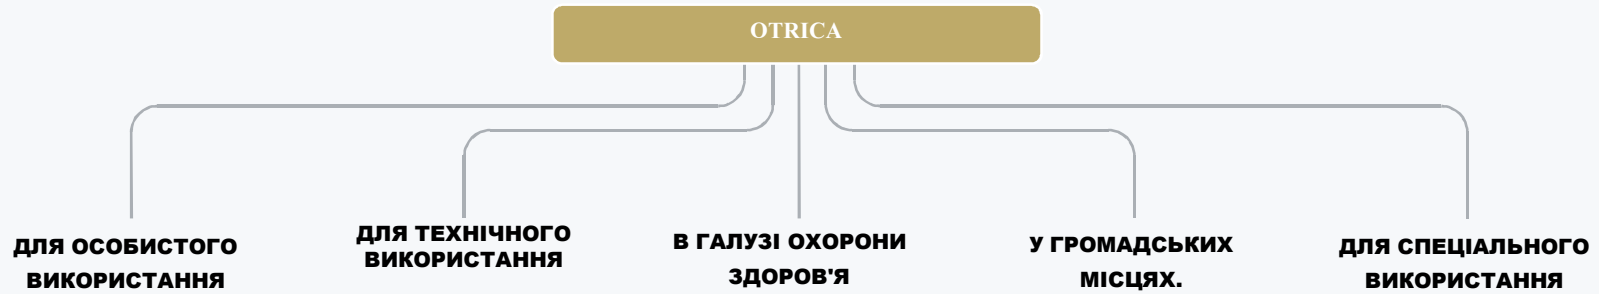 OTRICA
ДЛЯ ОСОБИСТОГО
ВИКОРИСТАННЯ
ДЛЯ ТЕХНІЧНОГО
ВИКОРИСТАННЯ
В ГАЛУЗІ ОХОРОНИ
ЗДОРОВ'Я
У ГРОМАДСЬКИХ
МІСЦЯХ.
ДЛЯ СПЕЦІАЛЬНОГО
ВИКОРИСТАННЯ